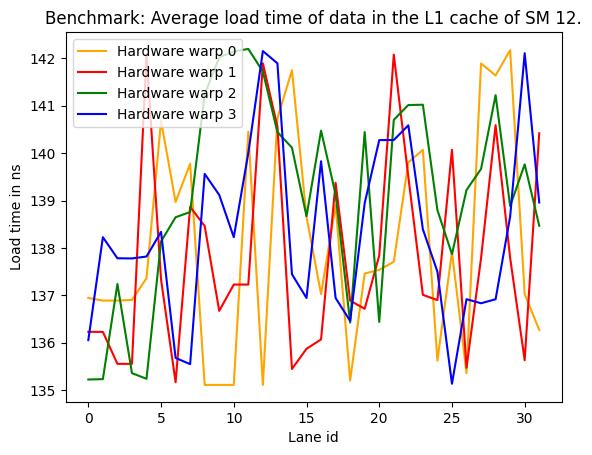 Benchmark: Average load time of data in the L1 cache of SM 12.
Hardware warp 0
Hardware warp 1
Hardware warp 2
Hardware warp 3
Load time in ns
142
141
140
139
138
137
136
135
0 5 10 15 20 25 30
Lane id